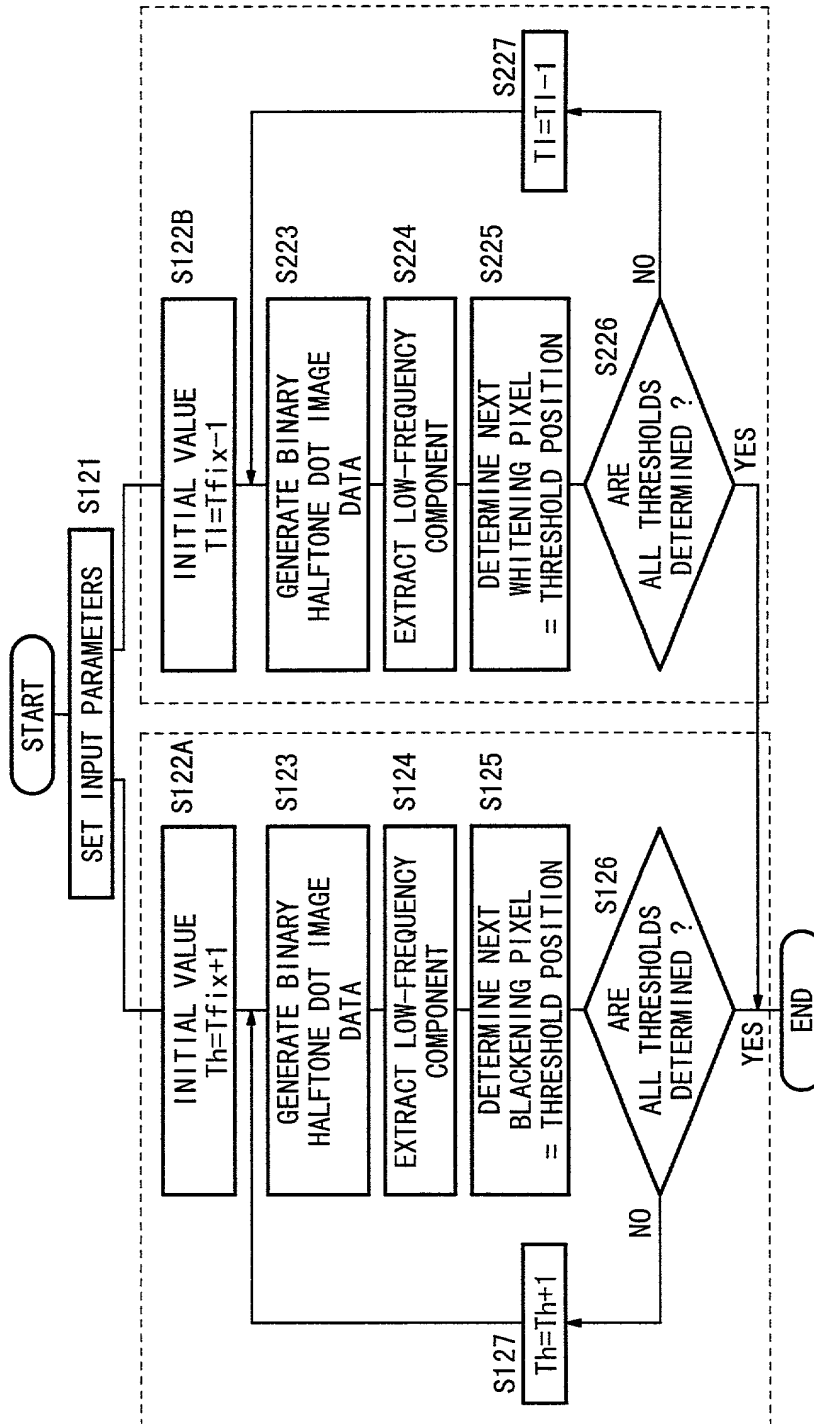 START
SET INPUT PARAMETERS
S121
INITIAL VALUE
Th=Tfix+1
S122A
GENERATE BINARY
HALFTONE DOT IMAGE
DATA
S123
EXTRACT LOW-FREQUENCY
COMPONENT
S124
DETERMINE NEXT
BLACKENING PIXEL
= THRESHOLD POSITION
S125
ARE
ALL THRESHOLDS
DETERMINED ?
S126
NO
YES
S127
Th=Th+1
INITIAL VALUE
Tl=Tfix-1
S122B
GENERATE BINARY
HALFTONE DOT IMAGE
DATA
S223
EXTRACT LOW-FREQUENCY
COMPONENT
S224
DETERMINE NEXT
WHITENING PIXEL
= THRESHOLD POSITION
S225
ARE
ALL THRESHOLDS
DETERMINED ?
S226
NO
YES
S227
Tl=Tl-1
END